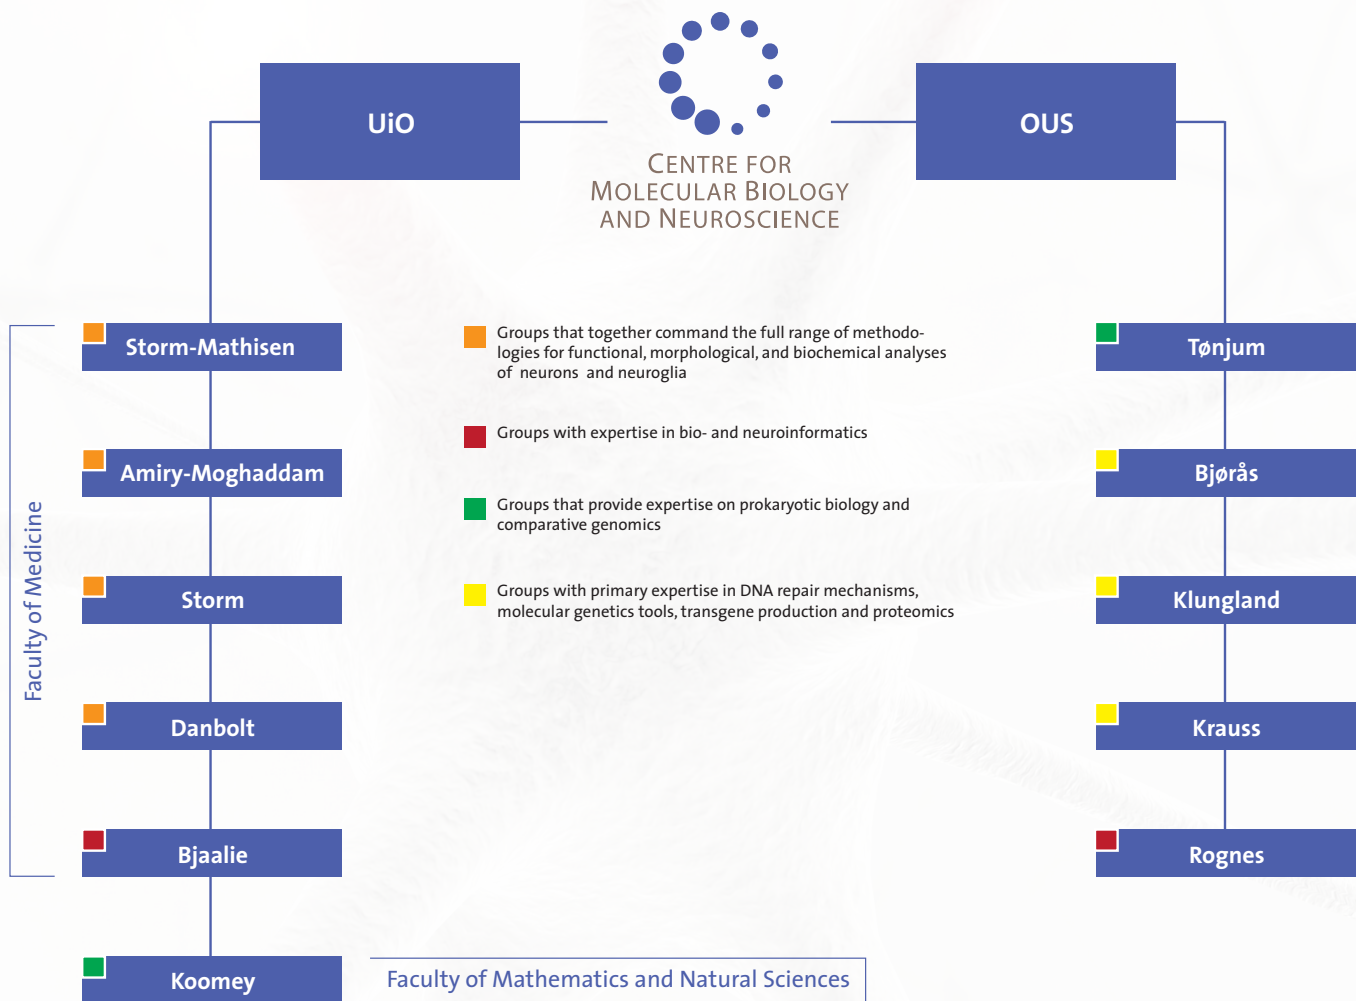 UiO
OUS
CENTRE FOR
MOLECULAR BIOLOGY
AND NEUROSCIENCE
Faculty of Medicine
Storm-Mathisen
Amiry-Moghaddam
Storm
Danbolt
Bjaalie
Koomey
Faculty of Mathematics and Natural Sciences
Groups that together command the full range of methodo-
logies for functional, morphological, and biochemical analyses
of neurons and neuroglia
Groups with expertise in bio- and neuroinformatics
Groups that provide expertise on prokaryotic biology and
comparative genomics
Groups with primary expertise in DNA repair mechanisms,
molecular genetics tools, transgene production and proteomics
Tønjum
Bjørås
Klungland
Krauss
Rognes